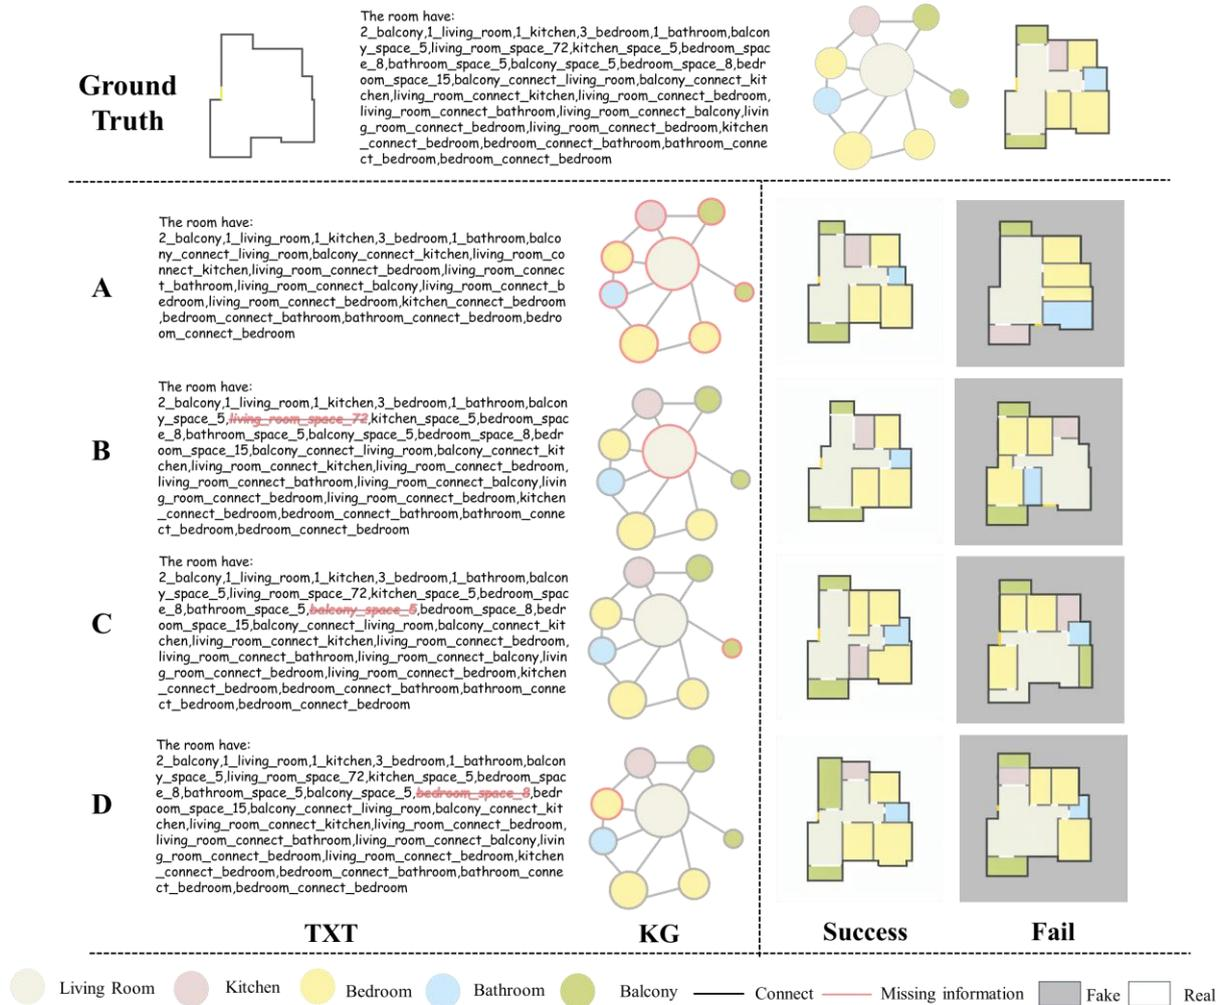 Ground
Truth
The room have:
2_balcony,1_living_room,1_kitchen,3_bedroom,1_bathroom,balcon
y_space_5,living_room_space_72,kitchen_space_5,bedroom_spac
e_8,bathroom_space_5,balcony_space_5,bedroom_space_8,bedr
oom_space_15,balcony_connect_living_room,balcony_connect_kit
chen,living_room_connect_kitchen,living_room_connect_bedroom,
living_room_connect_bathroom,living_room_connect_balcony,livin
g_room_connect_bedroom,living_room_connect_bedroom,kitchen
_connect_bedroom,bedroom_connect_bathroom,bathroom_conne
ct_bedroom,bedroom_connect_bedroom
A
The room have:
2_balcony,1_living_room,1_kitchen,3_bedroom,1_bathroom,balco
ny_connect_living_room,balcony_connect_kitchen,living_room_co
nnect_kitchen,living_room_connect_bedroom,living_room_connec
t_bathroom,living_room_connect_balcony,living_room_connect_b
edroom,living_room_connect_bedroom,kitchen_connect_bedroom
,bedroom_connect_bathroom,bathroom_connect_bedroom,bedro
om_connect_bedroom
B
The room have:
2_balcony,1_living_room,1_kitchen,3_bedroom,1_bathroom,balcon
y_space_5,living_room_space_72,kitchen_space_5,bedroom_spac
e_8,bathroom_space_5,balcony_space_5,bedroom_space_8,bedr
oom_space_15,balcony_connect_living_room,balcony_connect_kit
chen,living_room_connect_kitchen,living_room_connect_bedroom,
living_room_connect_bathroom,living_room_connect_balcony,livin
g_room_connect_bedroom,living_room_connect_bedroom,kitchen
_connect_bedroom,bedroom_connect_bathroom,bathroom_conne
ct_bedroom,bedroom_connect_bedroom
C
The room have:
2_balcony,1_living_room,1_kitchen,3_bedroom,1_bathroom,balcon
y_space_5,living_room_space_72,kitchen_space_5,bedroom_spac
e_8,bathroom_space_5,balcony_space_5,bedroom_space_8,bedr
oom_space_15,balcony_connect_living_room,balcony_connect_kit
chen,living_room_connect_kitchen,living_room_connect_bedroom,
living_room_connect_bathroom,living_room_connect_balcony,livin
g_room_connect_bedroom,living_room_connect_bedroom,kitchen
_connect_bedroom,bedroom_connect_bathroom,bathroom_conne
ct_bedroom,bedroom_connect_bedroom
D
The room have:
2_balcony,1_living_room,1_kitchen,3_bedroom,1_bathroom,balcon
y_space_5,living_room_space_72,kitchen_space_5,bedroom_spac
e_8,bathroom_space_5,balcony_space_5,bedroom_space_8,bedr
oom_space_15,balcony_connect_living_room,balcony_connect_kit
chen,living_room_connect_kitchen,living_room_connect_bedroom,
living_room_connect_bathroom,living_room_connect_balcony,livin
g_room_connect_bedroom,living_room_connect_bedroom,kitchen
_connect_bedroom,bedroom_connect_bathroom,bathroom_conne
ct_bedroom,bedroom_connect_bedroom
TXT KG Success Fail
Living Room Kitchen Bedroom Bathroom Balcony Connect Missing information Fake Real